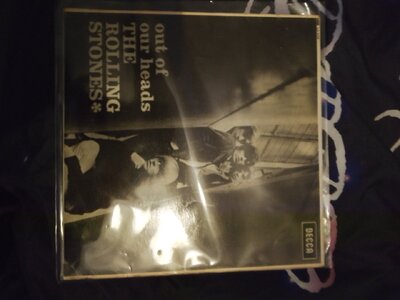 out of
our heads
THE
ROLLING
STONES*
DECCA